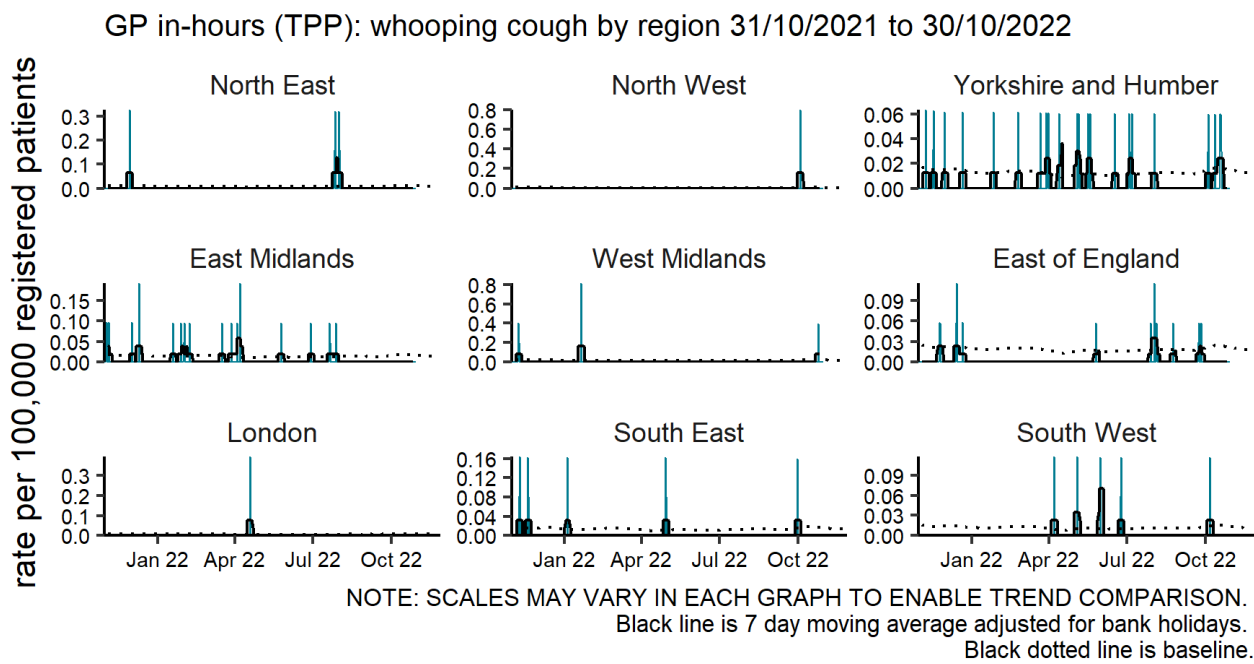 GP in-hours (TPP): whooping cough by region 31/10/2021 to 30/10/2022
rate per 100,000 registered patients
North East
0.3
0.2
0.1
0.0
North West
0.8
0.6
0.4
0.2
0.0
Yorkshire and Humber
0.06
0.04
0.02
0.00
East Midlands
0.15
0.10
0.05
0.00
West Midlands
0.8
0.6
0.4
0.2
0.0
East of England
0.09
0.06
0.03
0.00
London
0.3
0.2
0.1
0.0
Jan 22 Apr 22 Jul 22 Oct 22
South East
0.16
0.12
0.08
0.04
0.00
Jan 22 Apr 22 Jul 22 Oct 22
South West
0.09
0.06
0.03
0.00
Jan 22 Apr 22 Jul 22 Oct 22
NOTE: SCALES MAY VARY IN EACH GRAPH TO ENABLE TREND COMPARISON.
Black line is 7 day moving average adjusted for bank holidays.
Black dotted line is baseline.